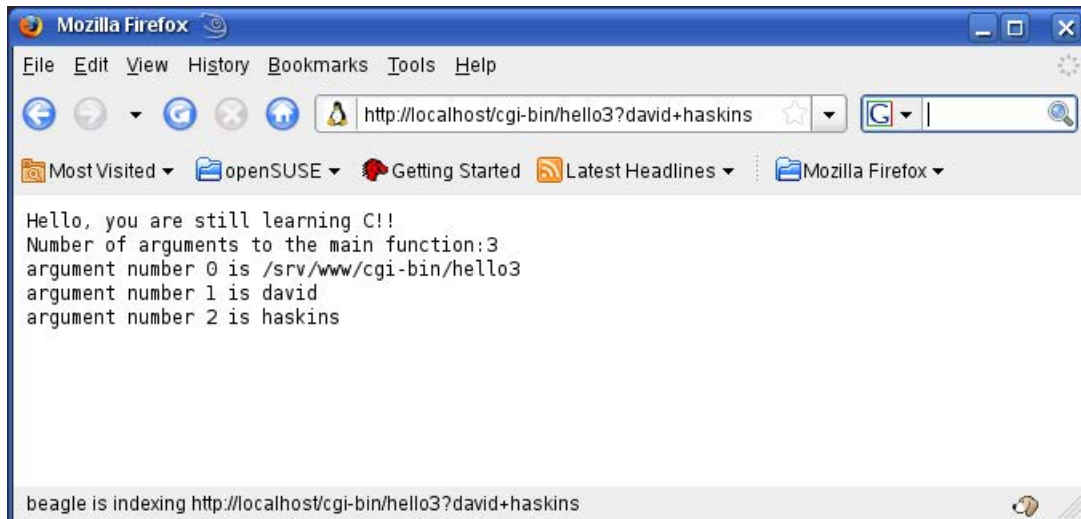 Mozilla Firefox
File Edit View History Bookmarks Tools Help
http://localhost/cgi-bin/hello3?david+haskins G
Most Visited openSUSE Getting Started Latest Headlines Mozilla Firefox
Hello, you are still learning C!!
Number of arguments to the main function:3
argument number 0 is /srv/www/cgi-bin/hello3
argument number 1 is david
argument number 2 is haskins
beagle is indexing http://localhost/cgi-bin/hello3?david+haskins